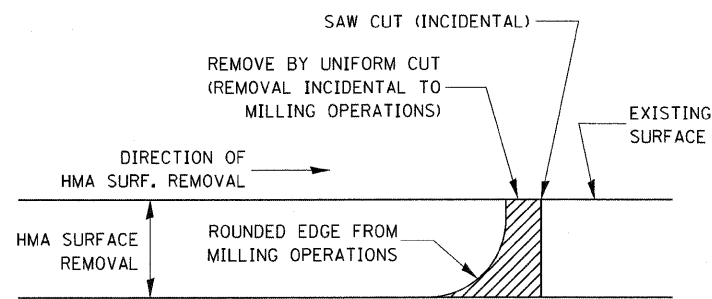 SAW CUT (INCIDENTAL)
REMOVE BY UNIFORM CUT
(REMOVAL INCIDENTAL TO
MILLING OPERATIONS)
EXISTING
SURFACE
DIRECTION OF
HMA SURF. REMOVAL
HMA SURFACE
REMOVAL
ROUNDED EDGE FROM
MILLING OPERATIONS